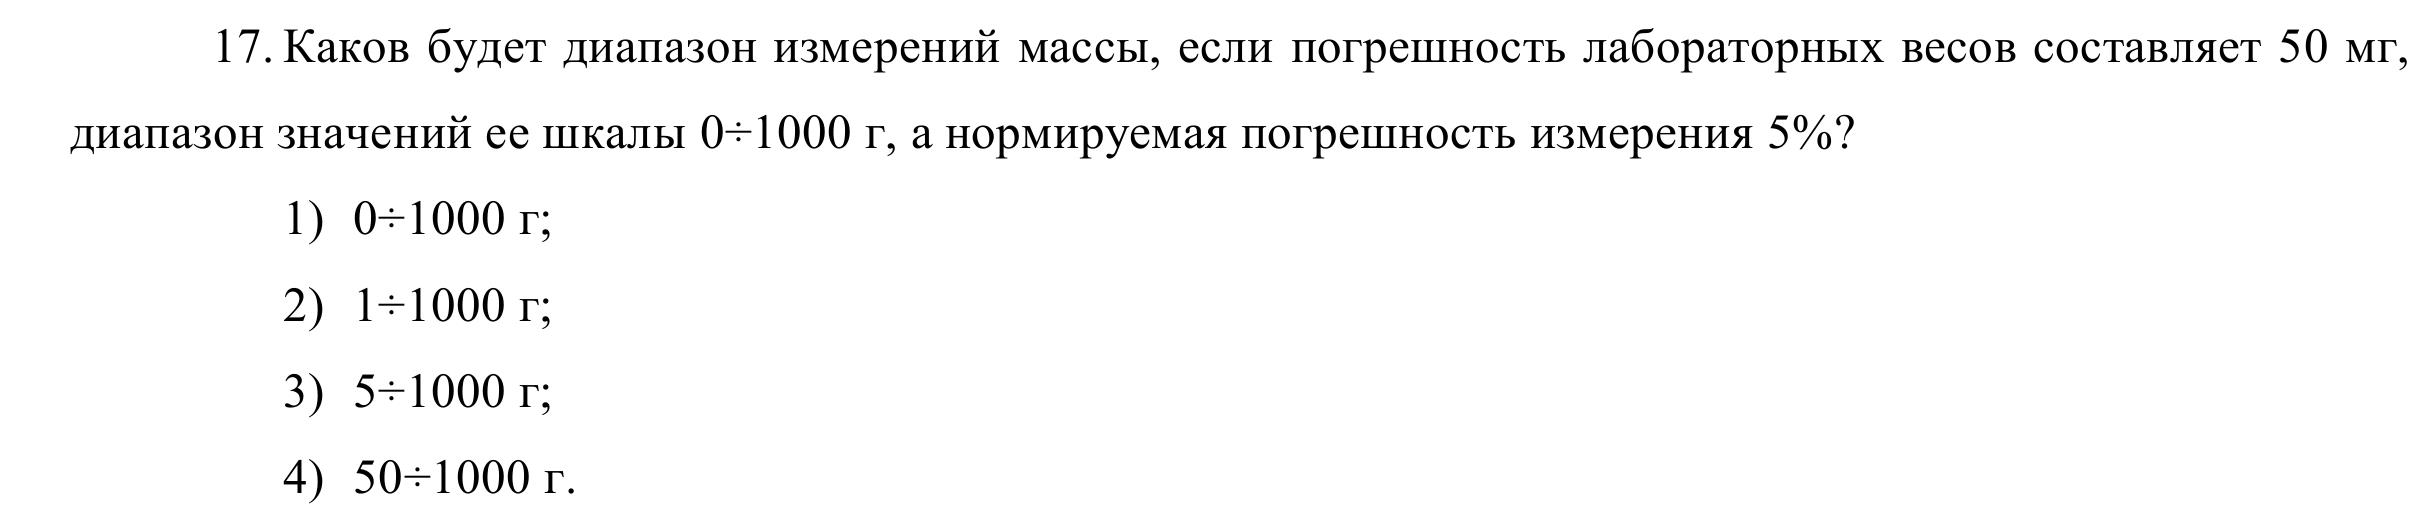 17. Каков будет диапазон измерений массы, если погрешность лабораторных весов составляет 50 мг,
диапазон значений ее шкалы 0÷1000 г, а нормируемая погрешность измерения 5%?
1) 0÷1000 г;
2) 1÷1000 г;
3) 5÷1000 г;
4) 50÷1000 г.